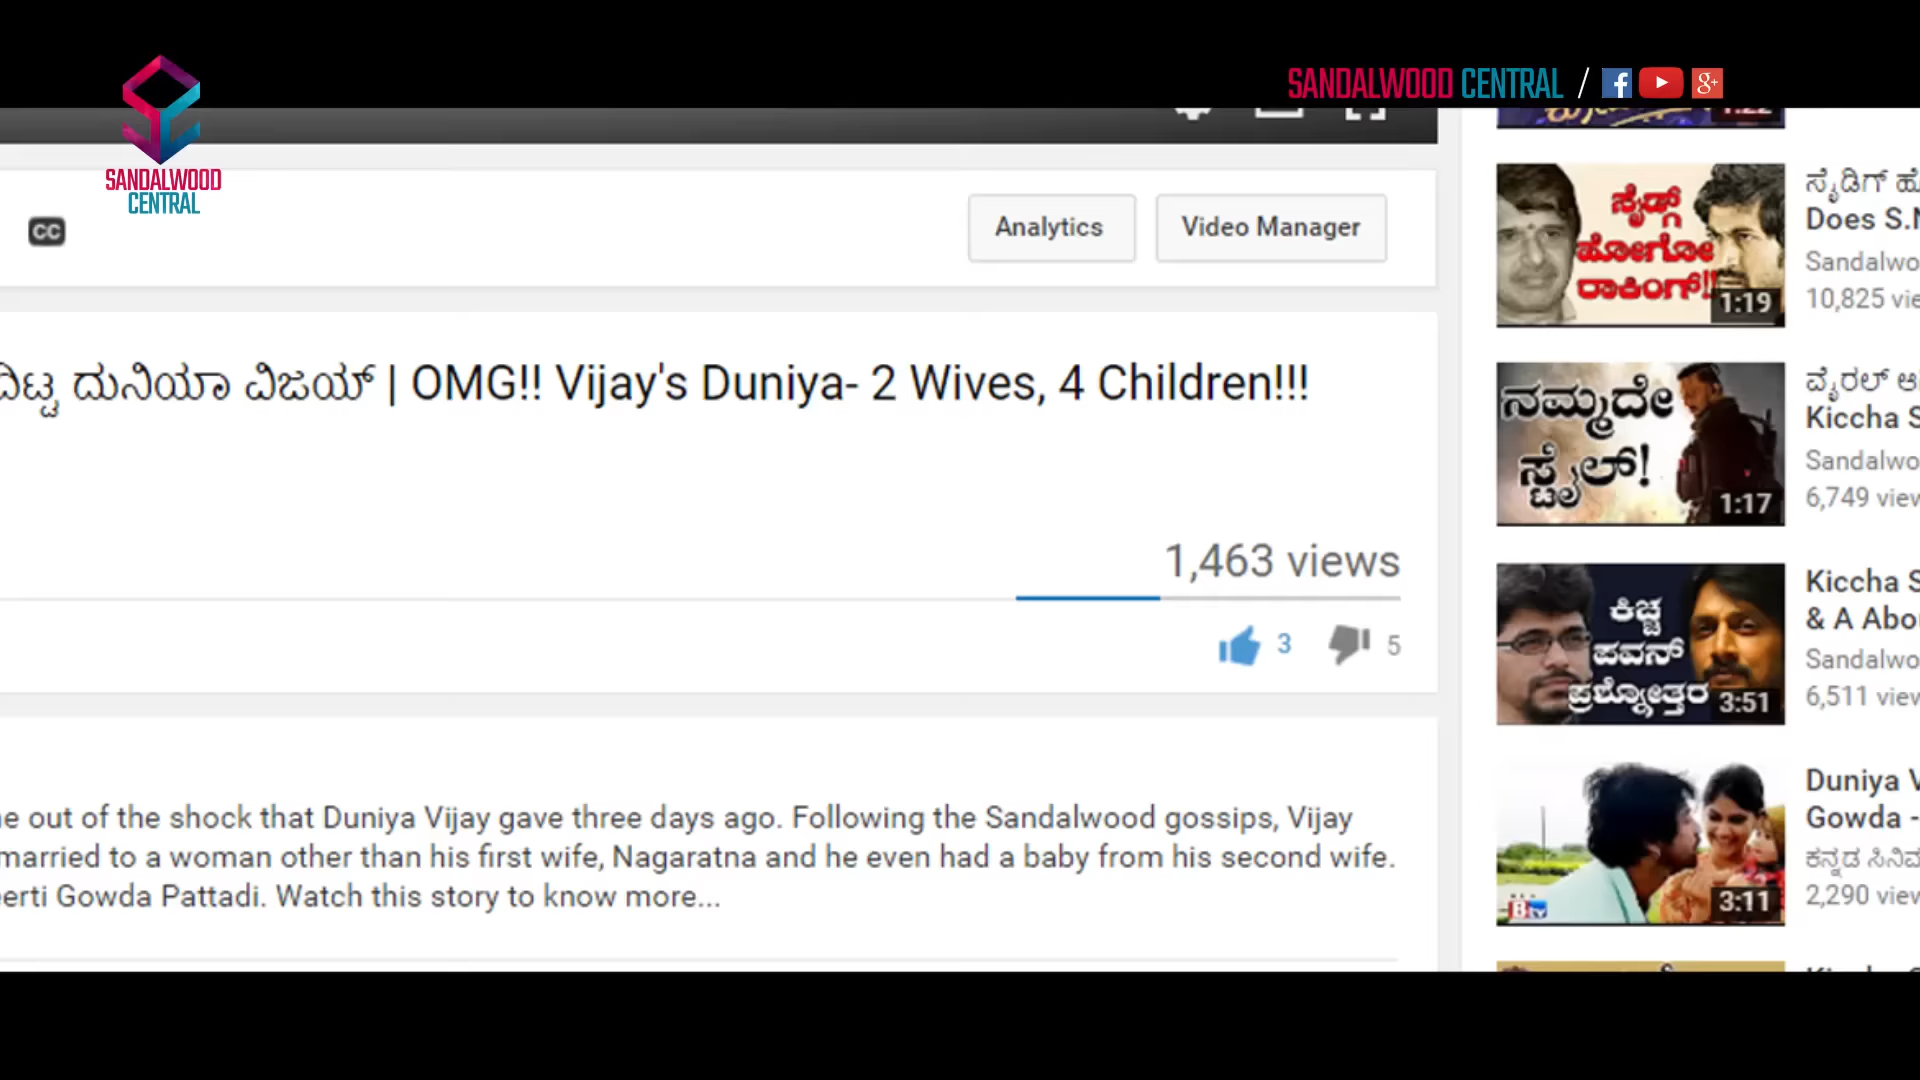 SANDALWOOD CENTRAL /
SANDALWOOD
CENTRAL
CC
Analytics
Video Manager
ದುನಿಯಾ ವಿಜಯ್ | OMG!! Vijay's Duniya- 2 Wives, 4 Children!!!
1,463 views
3
5
out of the shock that Duniya Vijay gave three days ago. Following the Sandalwood gossips, Vijay
married to a woman other than his first wife, Nagaratna and he even had a baby from his second wife.
Gowda Pattadi. Watch this story to know more...
ಸೈಡ್ಗ್
ಹೋಗೋ
ರಾಕಿಂಗ್!!
1:19
ಸೈಡಿಗ್
Does S.N
Sandalwo
10,825 vie
ನಮ್ಮದೇ
ಸ್ಟೈಲ್!
1:17
ವೈರಲ್
Kiccha S
Sandalwo
6,749 view
ಕಿಚ್ಚ
ಪವನ್
ಪ್ರಶ್ನೋತ್ತರ
3:51
Kiccha S
& A Abo
Sandalwo
6,511 view
Btv
3:11
Duniya V
Gowda -
ಕನ್ನಡ ಸಿನಿಮ
2,290 view